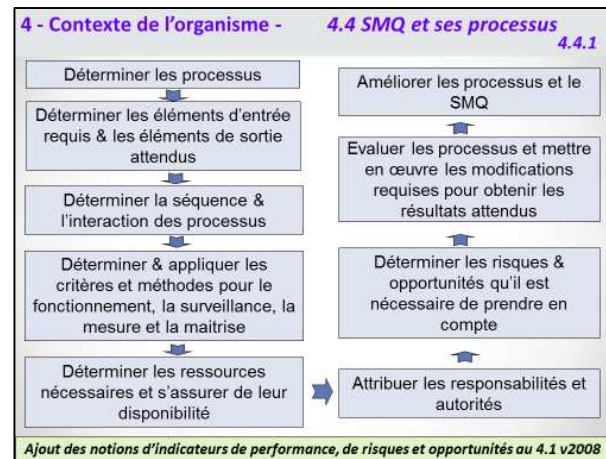 4 - Contexte de l'organisme - 4.4 SMQ et ses processus
4.4.1
Déterminer les processus
Déterminer les éléments d'entrée
requis & les éléments de sortie
attendus
Déterminer la séquence &
l'interaction des processus
Déterminer & appliquer les
critères et méthodes pour le
fonctionnement, la surveillance, la
mesure et la maitrise
Déterminer les ressources
nécessaires et s'assurer de leur
disponibilité
Attribuer les responsabilités et
autorités
Déterminer les risques &
opportunités qu'il est
nécessaire de prendre en
compte
Evaluer les processus et mettre
en œuvre les modifications
requises pour obtenir les
résultats attendus
Améliorer les processus et le
SMQ
Ajout des notions d'indicateurs de performance, de risques et opportunités au 4.1 v2008